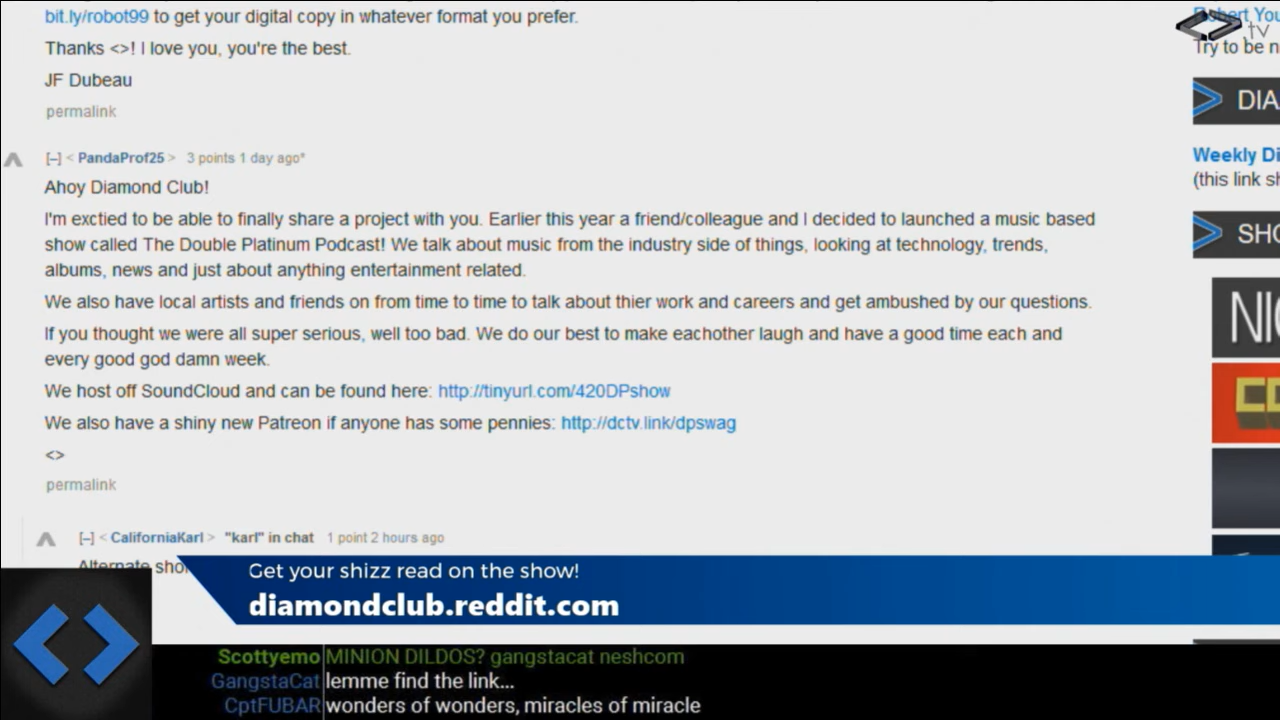 bit.ly/robot99 to get your digital copy in whatever format you prefer.
Thanks <>! I love you, you're the best.
JF Dubeau
permalink
[–] < PandaProf25 > 3 points 1 day ago*
Ahoy Diamond Club!
I'm exctied to be able to finally share a project with you. Earlier this year a friend/colleague and I decided to launched a music based
show called The Double Platinum Podcast! We talk about music from the industry side of things, looking at technology, trends,
albums, news and just about anything entertainment related.
We also have local artists and friends on from time to time to talk about thier work and careers and get ambushed by our questions.
If you thought we were all super serious, well too bad. We do our best to make eachother laugh and have a good time each and
every good god damn week.
We host off SoundCloud and can be found here: http://tinyurl.com/420DPshow
We also have a shiny new Patreon if anyone has some pennies: http://dctv.link/dpswag
<>
permalink
[–] < CaliforniaKarl > "karl" in chat 1 point 2 hours ago
Alternate
Robert
.tv
Try to be
> DIA
Weekly Di
(this link
> SHO
NI
Get your shizz read on the show!
diamondclub.reddit.com
Scottyemo MINION DILDOS? gangstacat neshcom
GangstaCat lemme find the link...
CptFUBAR wonders of wonders, miracles of miracle